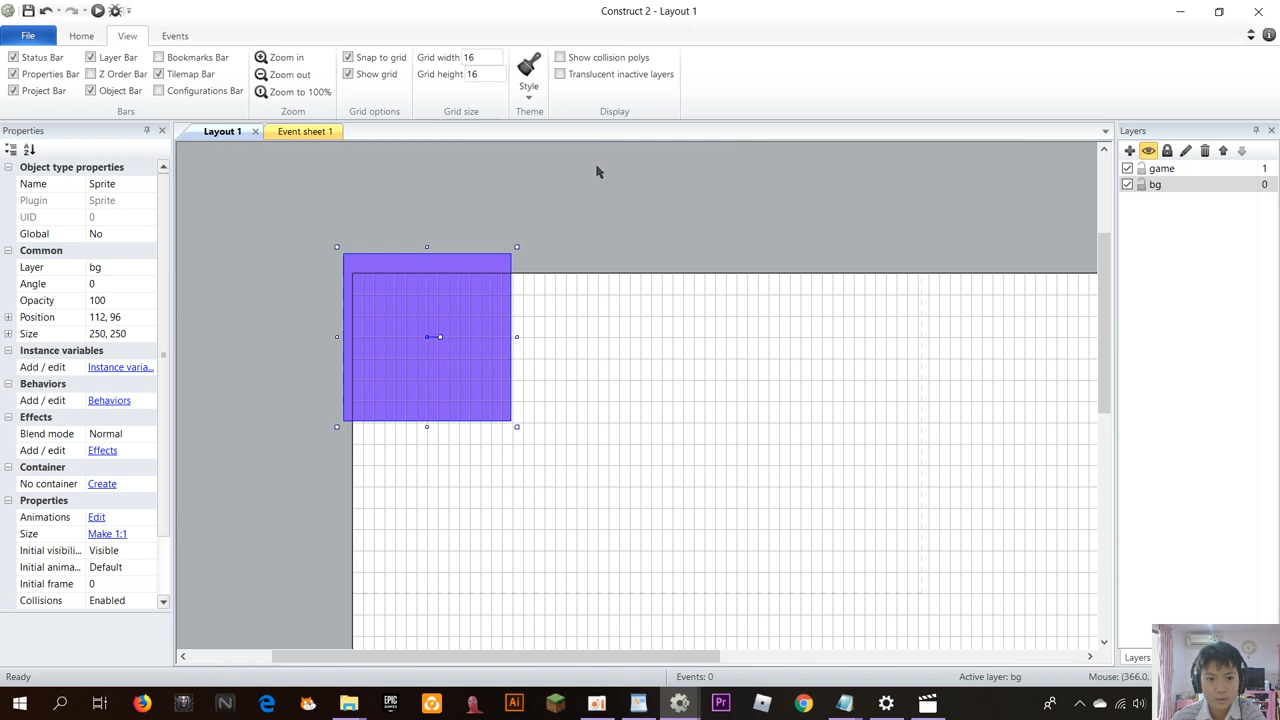 Construct 2 - Layout 1
File
Home
View
Events
Status Bar
Layer Bar
Bookmarks Bar
Properties Bar
Z Order Bar
Tilemap Bar
Project Bar
Object Bar
Configurations Bar
Bars
Zoom in
Zoom out
Zoom to 100%
Zoom
Snap to grid
Show grid
Grid options
Grid width 16
Grid height 16
Grid size
Style
Theme
Show collision polys
Translucent inactive layers
Display
Properties
Layout 1
Event sheet 1
Layers
Object type properties
Name Sprite
Plugin Sprite
UID 0
Global No
Common
Layer bg
Angle 0
Opacity 100
Position 112, 96
Size 250, 250
Instance variables
Add / edit Instance varia...
Behaviors
Add / edit Behaviors
Effects
Blend mode Normal
Add / edit Effects
Container
No container Create
Properties
Animations Edit
Size Make 1:1
Initial visibili... Visible
Initial anima... Default
Initial frame 0
Collisions Enabled
game 1
bg 0
Layers
Ready
Events: 0
Active layer: bg
Mouse: (366.0,
EPIC GAMES
Ai
Pr